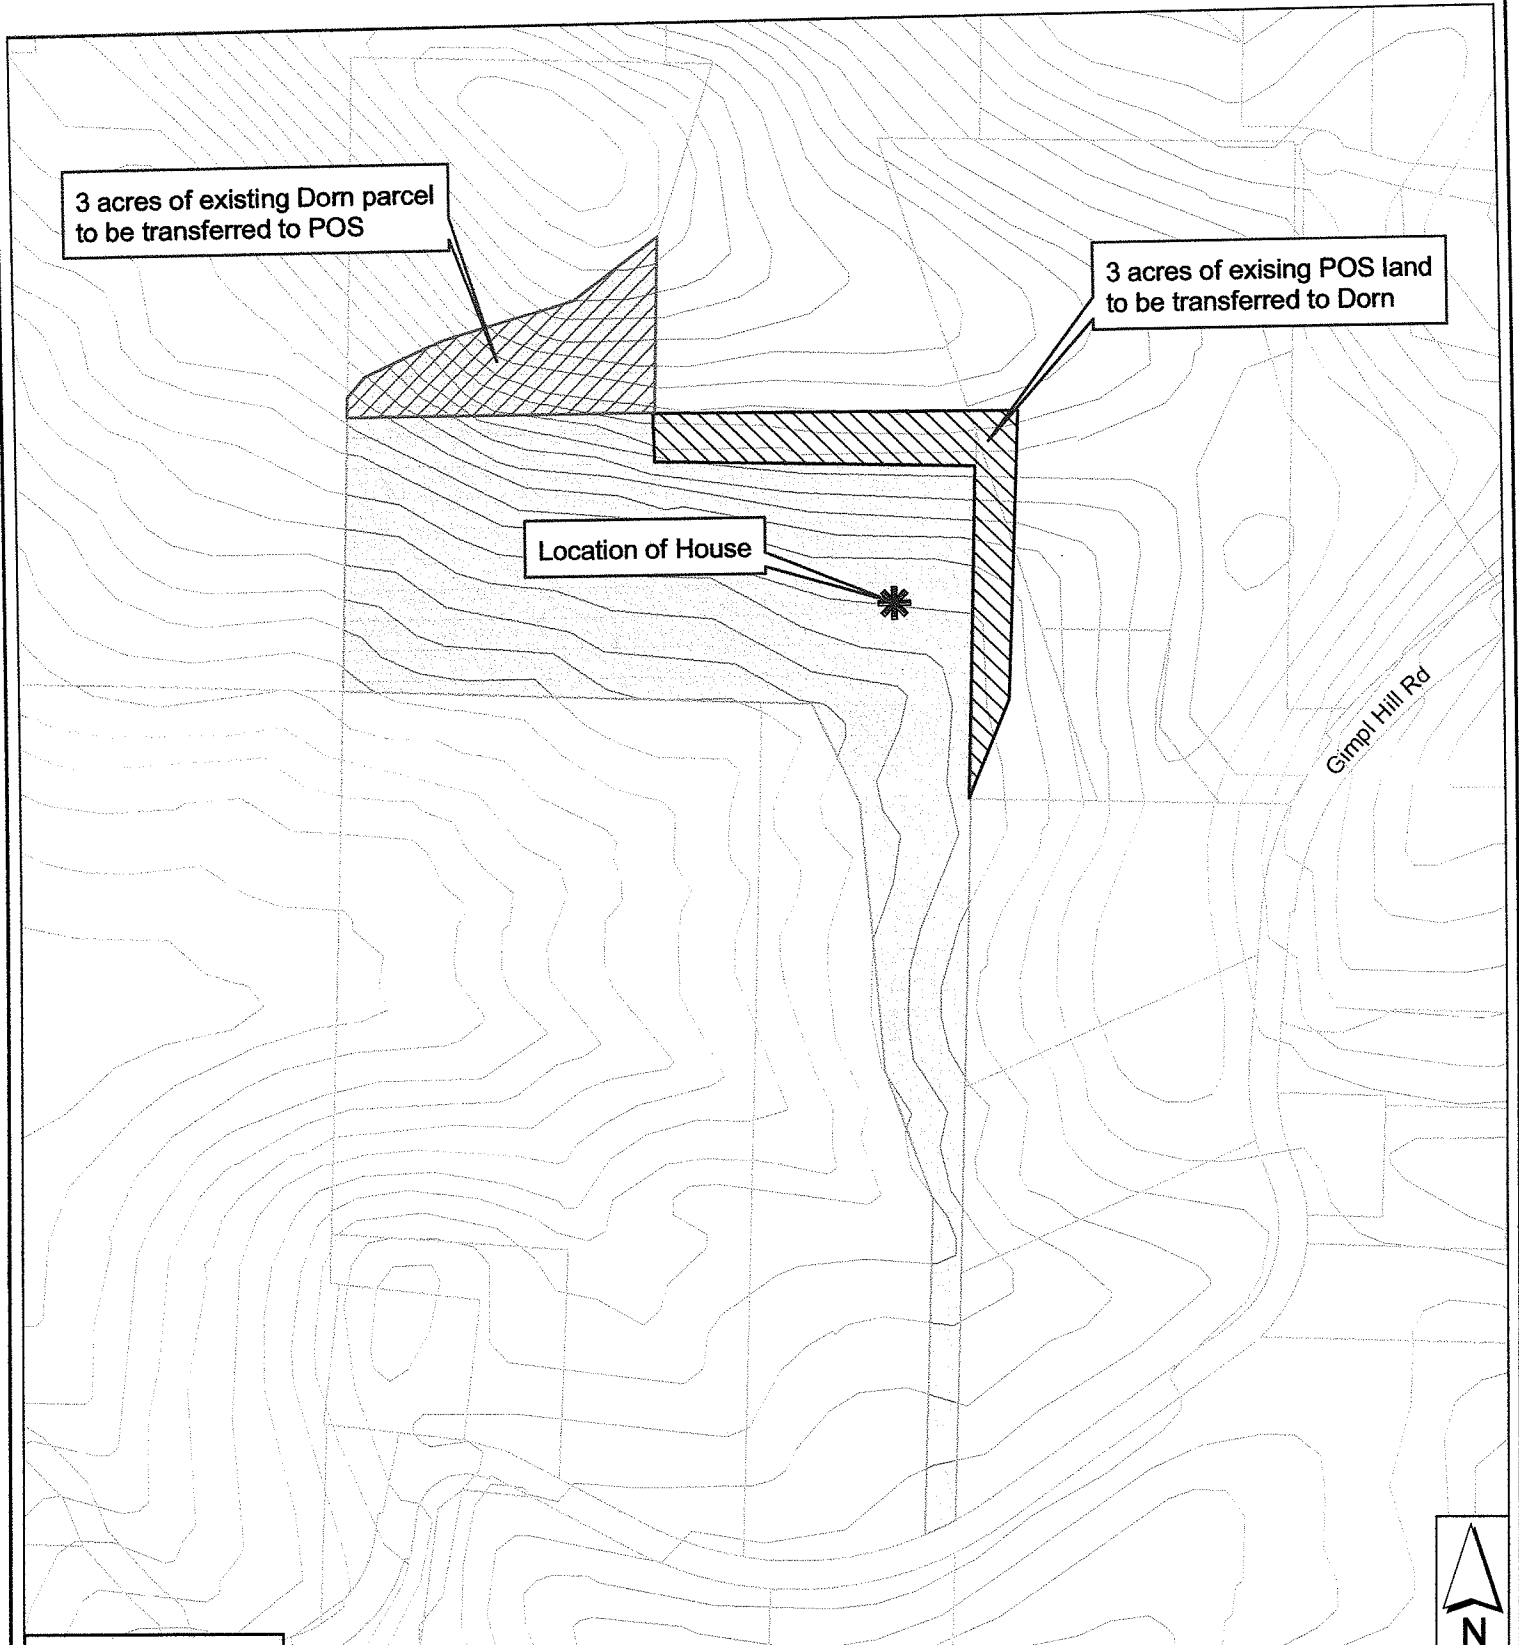 3 acres of existing Dorn parcel
to be transferred to POS
3 acres of exising POS land
to be transferred to Dorn
Location of House
Gimpl Hill Rd
N